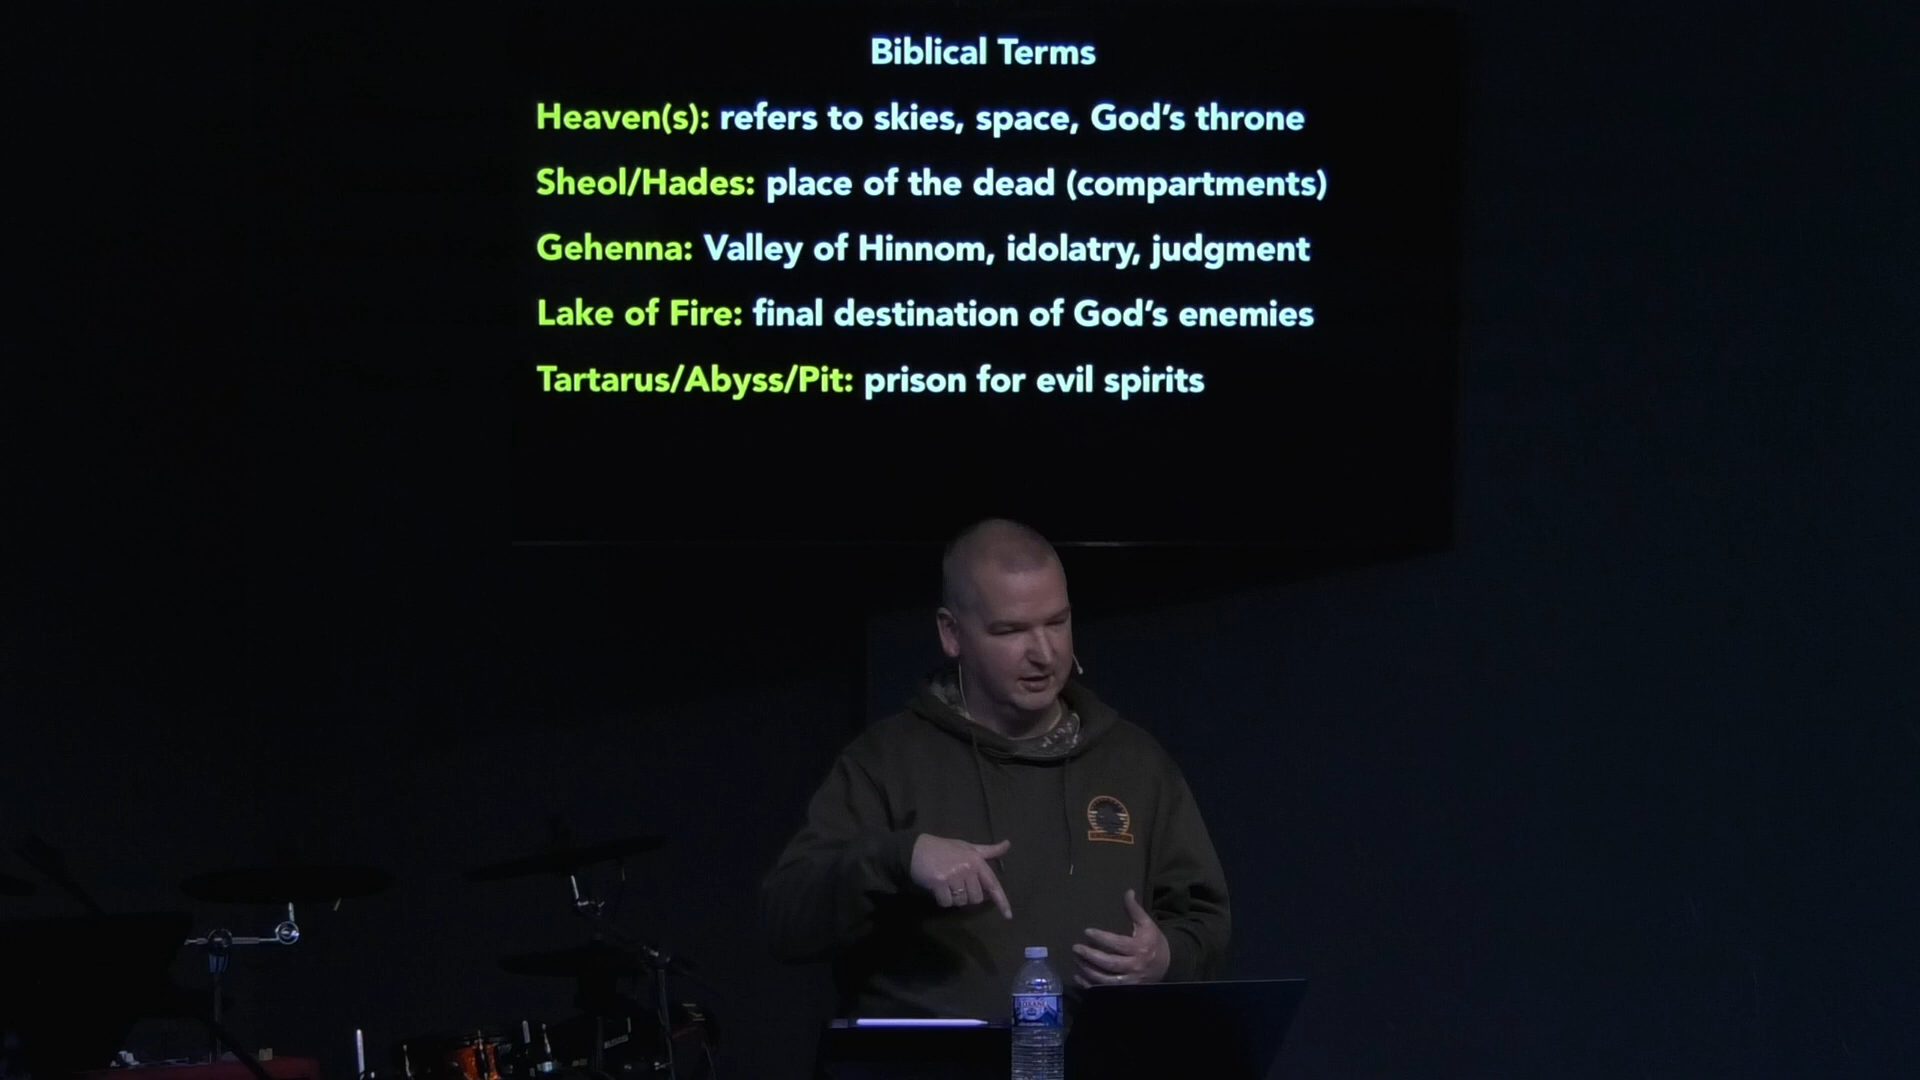 Biblical Terms
Heaven(s): refers to skies, space, God’s throne
Sheol/Hades: place of the dead (compartments)
Gehenna: Valley of Hinnom, idolatry, judgment
Lake of Fire: final destination of God’s enemies
Tartarus/Abyss/Pit: prison for evil spirits